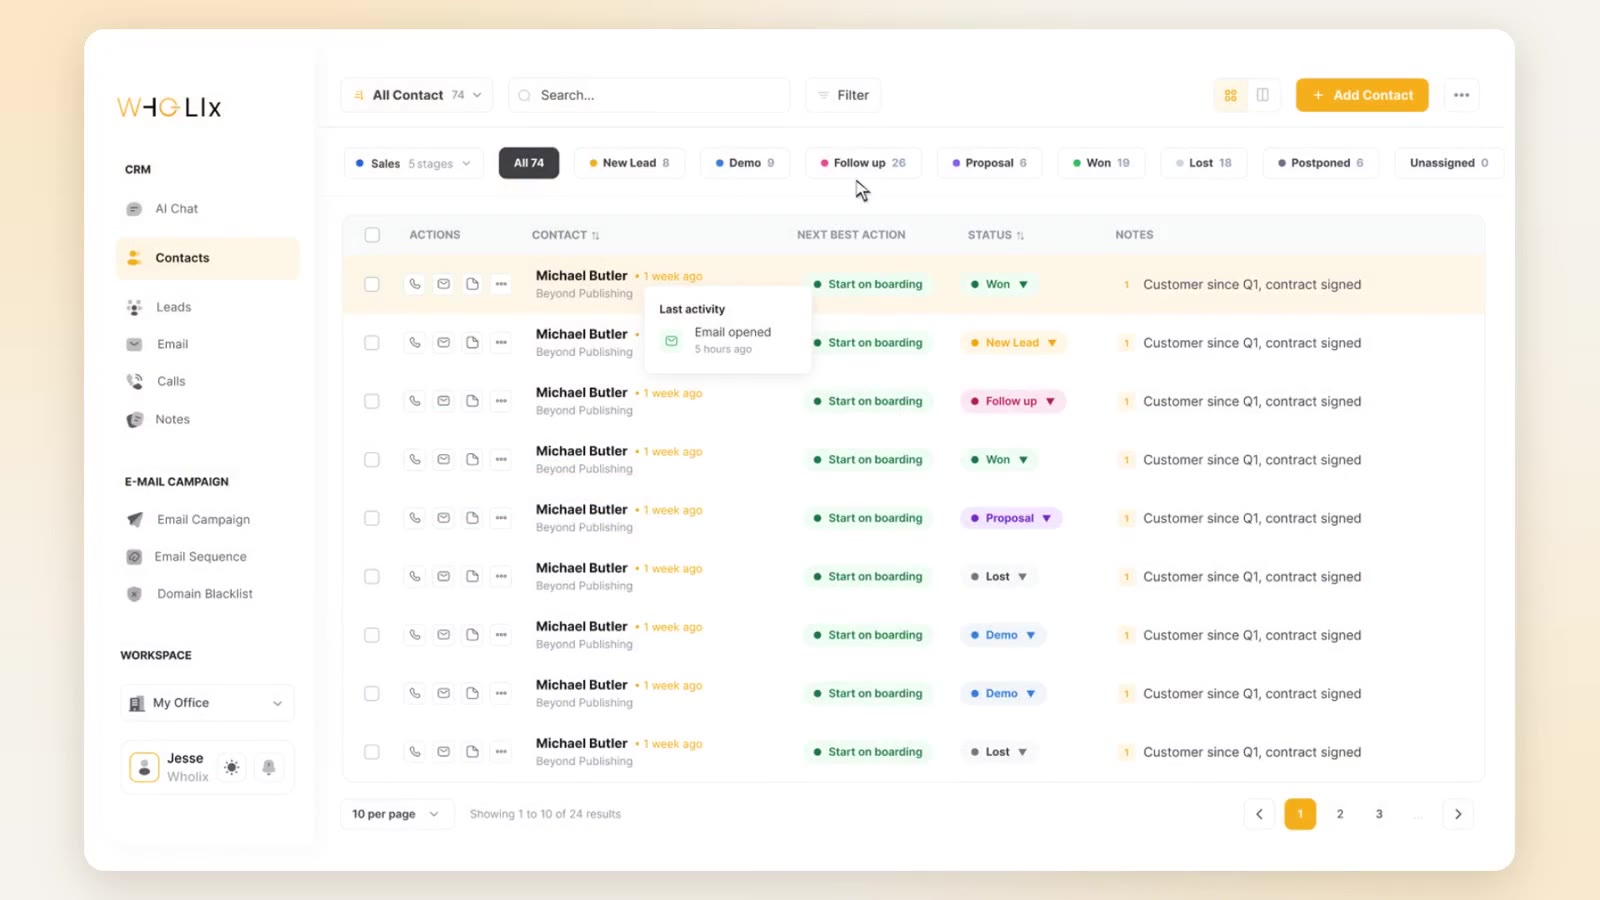 WHOLIx
CRM
AI Chat
Contacts
Leads
Email
Calls
Notes
E-MAIL CAMPAIGN
Email Campaign
Email Sequence
Domain Blacklist
WORKSPACE
My Office
Jesse
Wholix
All Contact 74
Search...
Filter
+ Add Contact
Sales 5 stages
All 74
New Lead 8
Demo 9
Follow up 26
Proposal 6
Won 19
Lost 18
Postponed 6
Unassigned 0
ACTIONS CONTACT NEXT BEST ACTION STATUS NOTES
Michael Butler • 1 week ago
Beyond Publishing
Start on boarding
Won
1 Customer since Q1, contract signed
Last activity
Email opened
5 hours ago
Michael Butler •
Beyond Publishing
Start on boarding
New Lead
1 Customer since Q1, contract signed
Michael Butler • 1 week ago
Beyond Publishing
Start on boarding
Follow up
1 Customer since Q1, contract signed
Michael Butler • 1 week ago
Beyond Publishing
Start on boarding
Won
1 Customer since Q1, contract signed
Michael Butler • 1 week ago
Beyond Publishing
Start on boarding
Proposal
1 Customer since Q1, contract signed
Michael Butler • 1 week ago
Beyond Publishing
Start on boarding
Lost
1 Customer since Q1, contract signed
Michael Butler • 1 week ago
Beyond Publishing
Start on boarding
Demo
1 Customer since Q1, contract signed
Michael Butler • 1 week ago
Beyond Publishing
Start on boarding
Demo
1 Customer since Q1, contract signed
Michael Butler • 1 week ago
Beyond Publishing
Start on boarding
Lost
1 Customer since Q1, contract signed
10 per page
Showing 1 to 10 of 24 results
1 2 3 ...